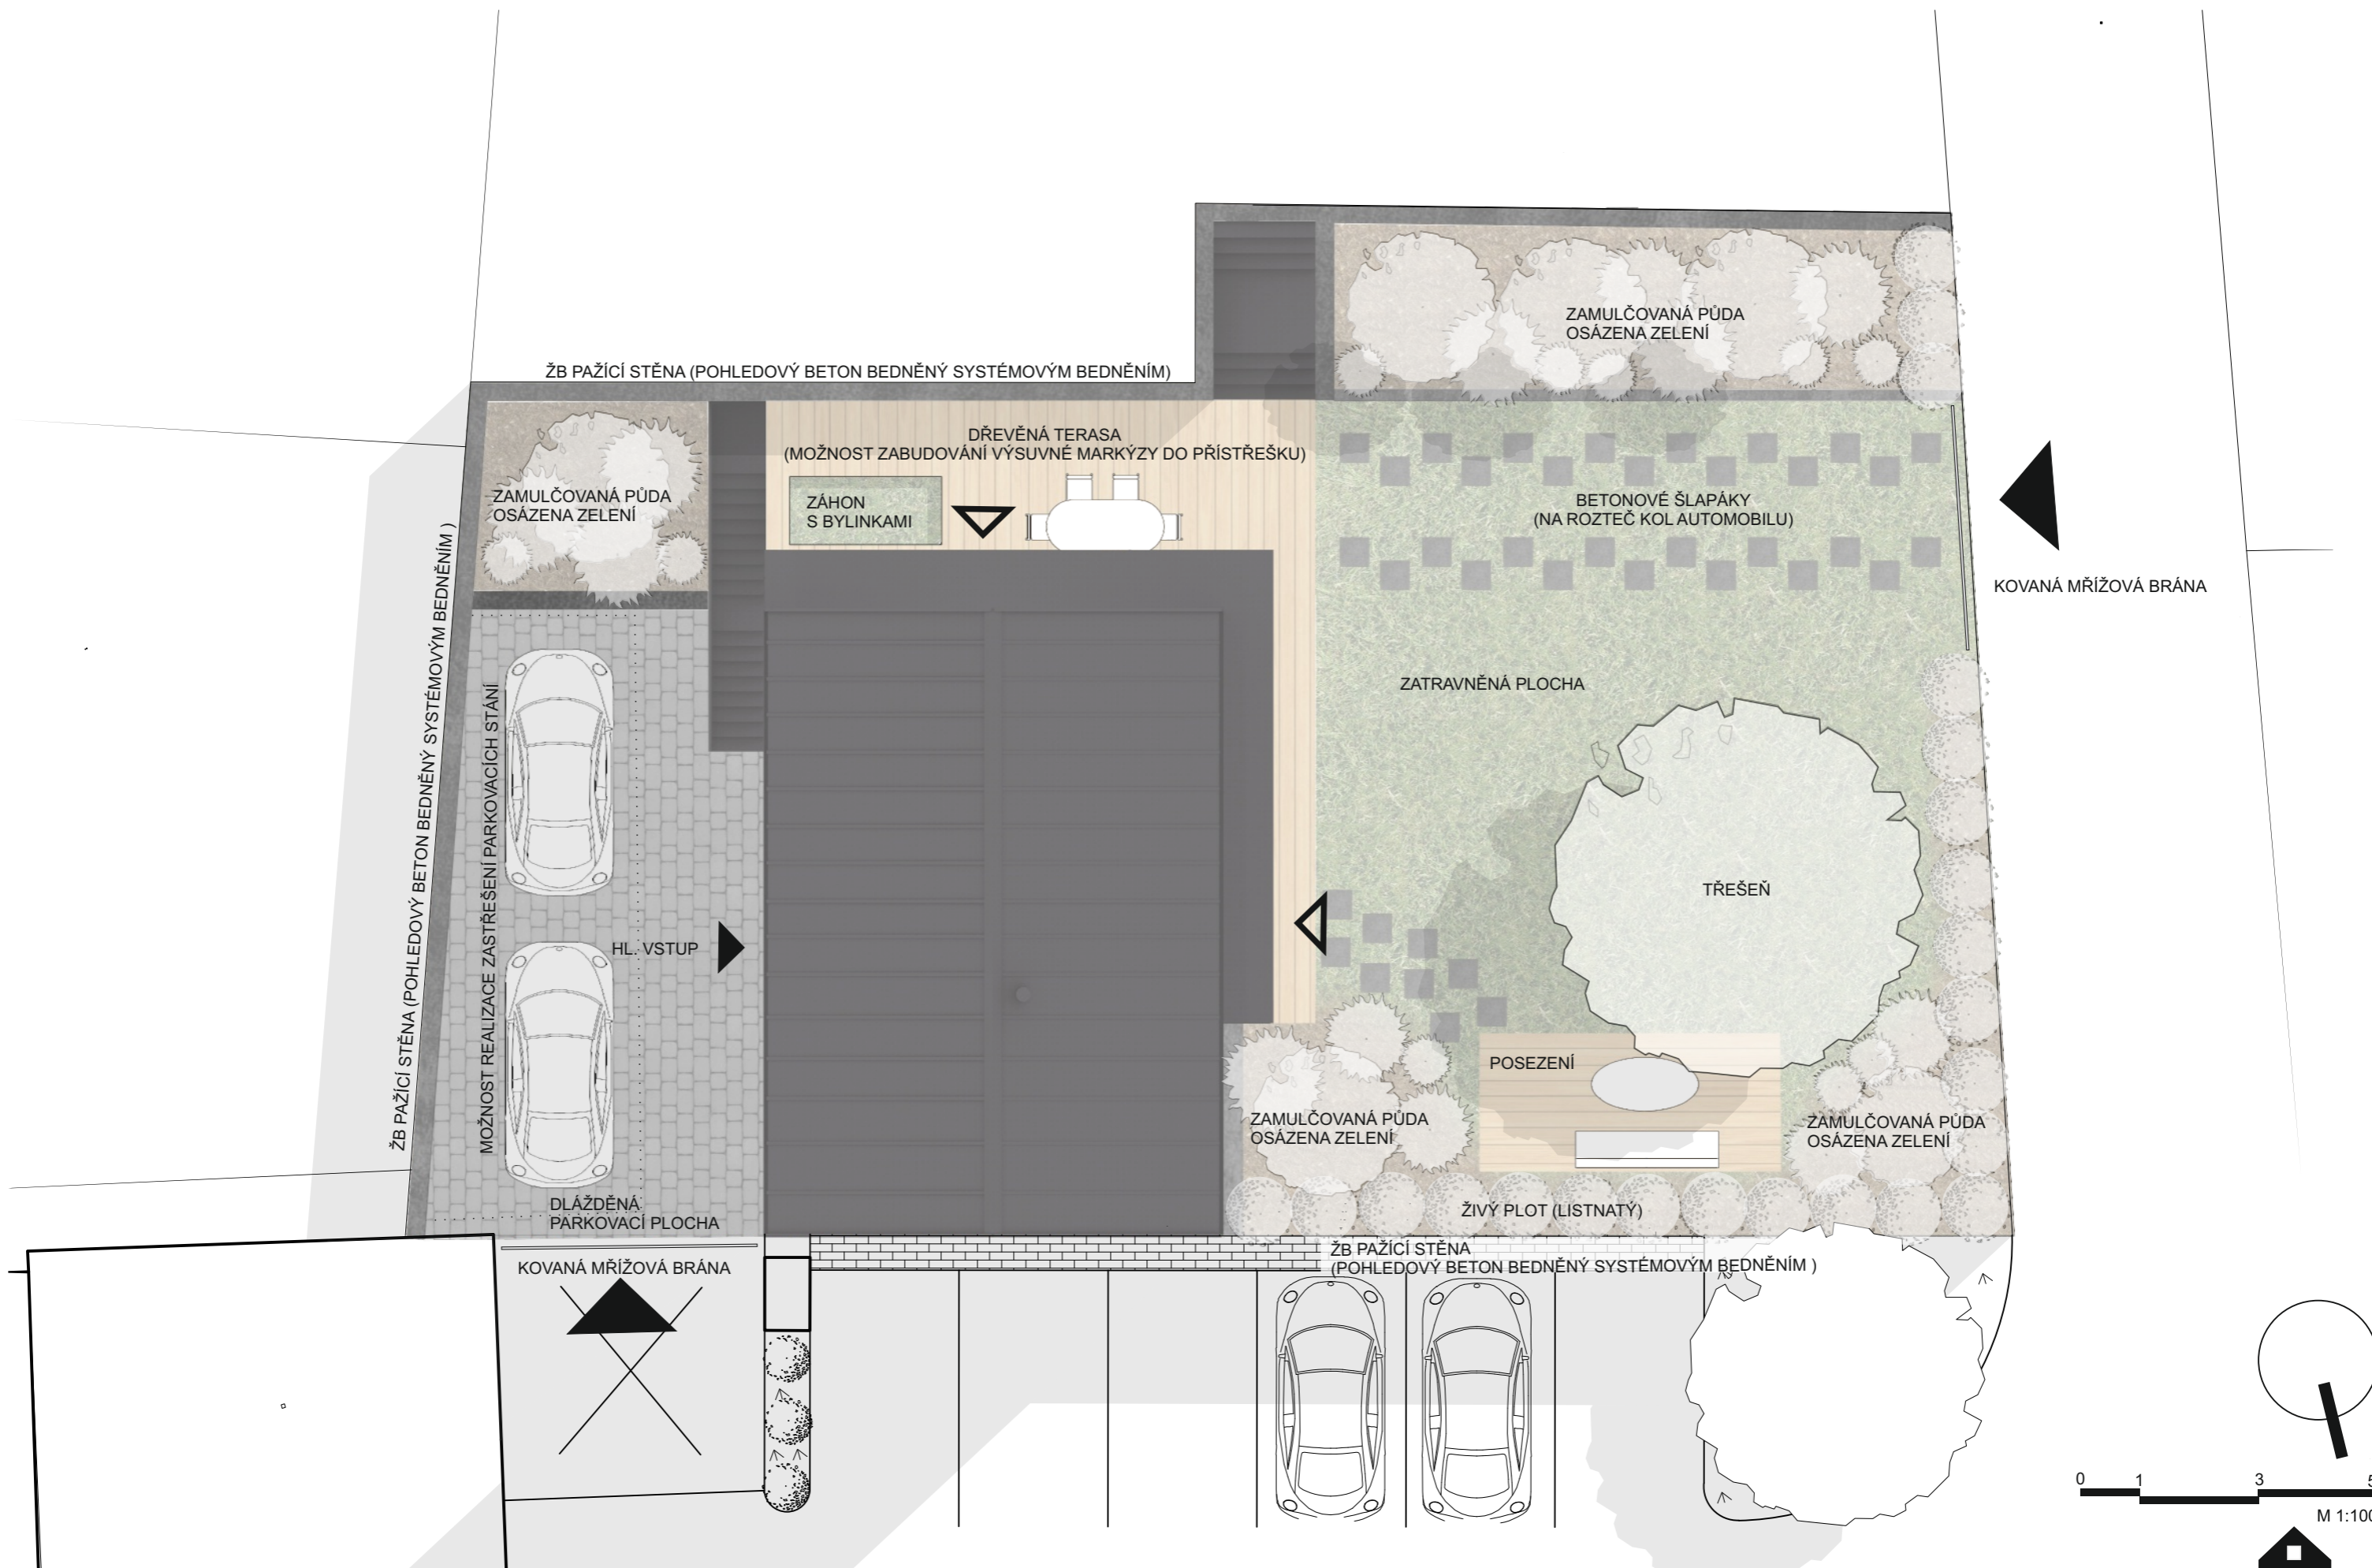 ZAMULČOVANÁ PŮDA
OSÁZENA ZELENÍ
ŽB PAŽÍCÍ STĚNA (POHLEDOVÝ BETON BEDNĚNÝ SYSTÉMOVÝM BEDNĚNÍM)
DŘEVĚNÁ TERASA
(MOŽNOST ZABUDOVÁNÍ VÝSUVNÉ MARKÝZY DO PŘÍSTŘEŠKU)
ZAMULČOVANÁ PŮDA
OSÁZENA ZELENÍ
ZÁHON
S BYLINKAMI
BETONOVÉ ŠLAPÁKY
(NA ROZTEČ KOL AUTOMOBILU)
KOVANÁ MŘÍŽOVÁ BRÁNA
ŽB PAŽÍCÍ STĚNA (POHLEDOVÝ BETON BEDNĚNÝ SYSTÉMOVÝM BEDNĚNÍM )
MOŽNOST REALIZACE ZASTŘEŠENÍ PARKOVACÍCH STÁNÍ
ZATRAVNĚNÁ PLOCHA
TŘEŠEŇ
HL. VSTUP
POSEZENÍ
ZAMULČOVANÁ PŮDA
OSÁZENA ZELENÍ
ZAMULČOVANÁ PŮDA
OSÁZENA ZELENÍ
DLÁŽDĚNÁ
PARKOVACÍ PLOCHA
ŽIVÝ PLOT (LISTNATÝ)
ŽB PAŽÍCÍ STĚNA
(POHLEDOVÝ BETON BEDNĚNÝ SYSTÉMOVÝM BEDNĚNÍM )
KOVANÁ MŘÍŽOVÁ BRÁNA
0 1 3 5
M 1:100